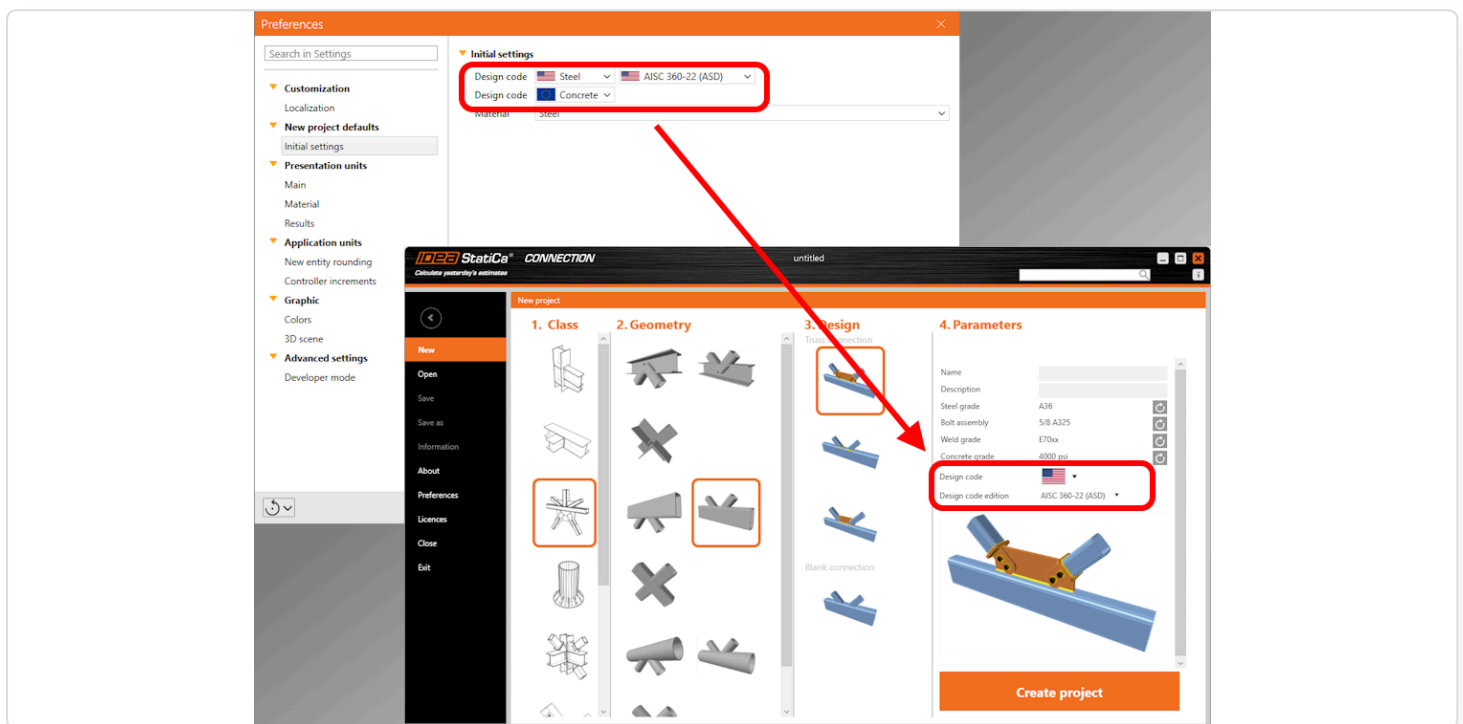 Preferences
Search in Settings
Customization
Localization
New project defaults
Initial settings
Presentation units
Main
Material
Results
Application units
New entity rounding
Controller increments
Graphic
Colors
3D scene
Advanced settings
Developer mode
Initial settings
Design code Steel AISC 360-22 (ASD)
Design code Concrete
Material Steel
IDEA StatiCa® CONNECTION
Calculate yesterday's estimates
untitled
New project
New
Open
Save
Save as
Information
About
Preferences
Licences
Close
Exit
1. Class
2. Geometry
3. Design
Truss connection
Blank connection
4. Parameters
Name
Description
Steel grade A36
Bolt assembly 5/8 A325
Weld grade E70xx
Concrete grade 4000 psi
Design code
Design code edition AISC 360-22 (ASD)
Create project